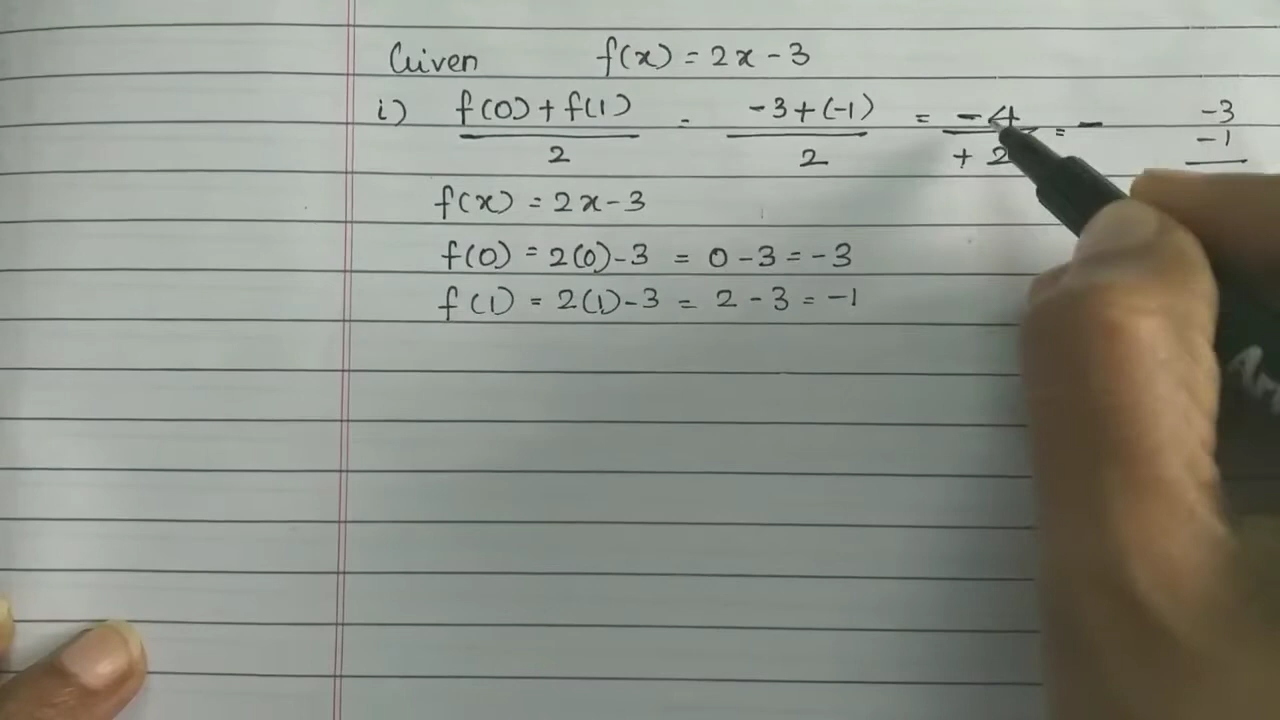 Given f(x) = 2x - 3
i) f(0) + f(1) / 2 = -3 + (-1) / 2 = -4 / +2 = -
-3
-1
f(x) = 2x - 3
f(0) = 2(0) - 3 = 0 - 3 = -3
f(1) = 2(1) - 3 = 2 - 3 = -1